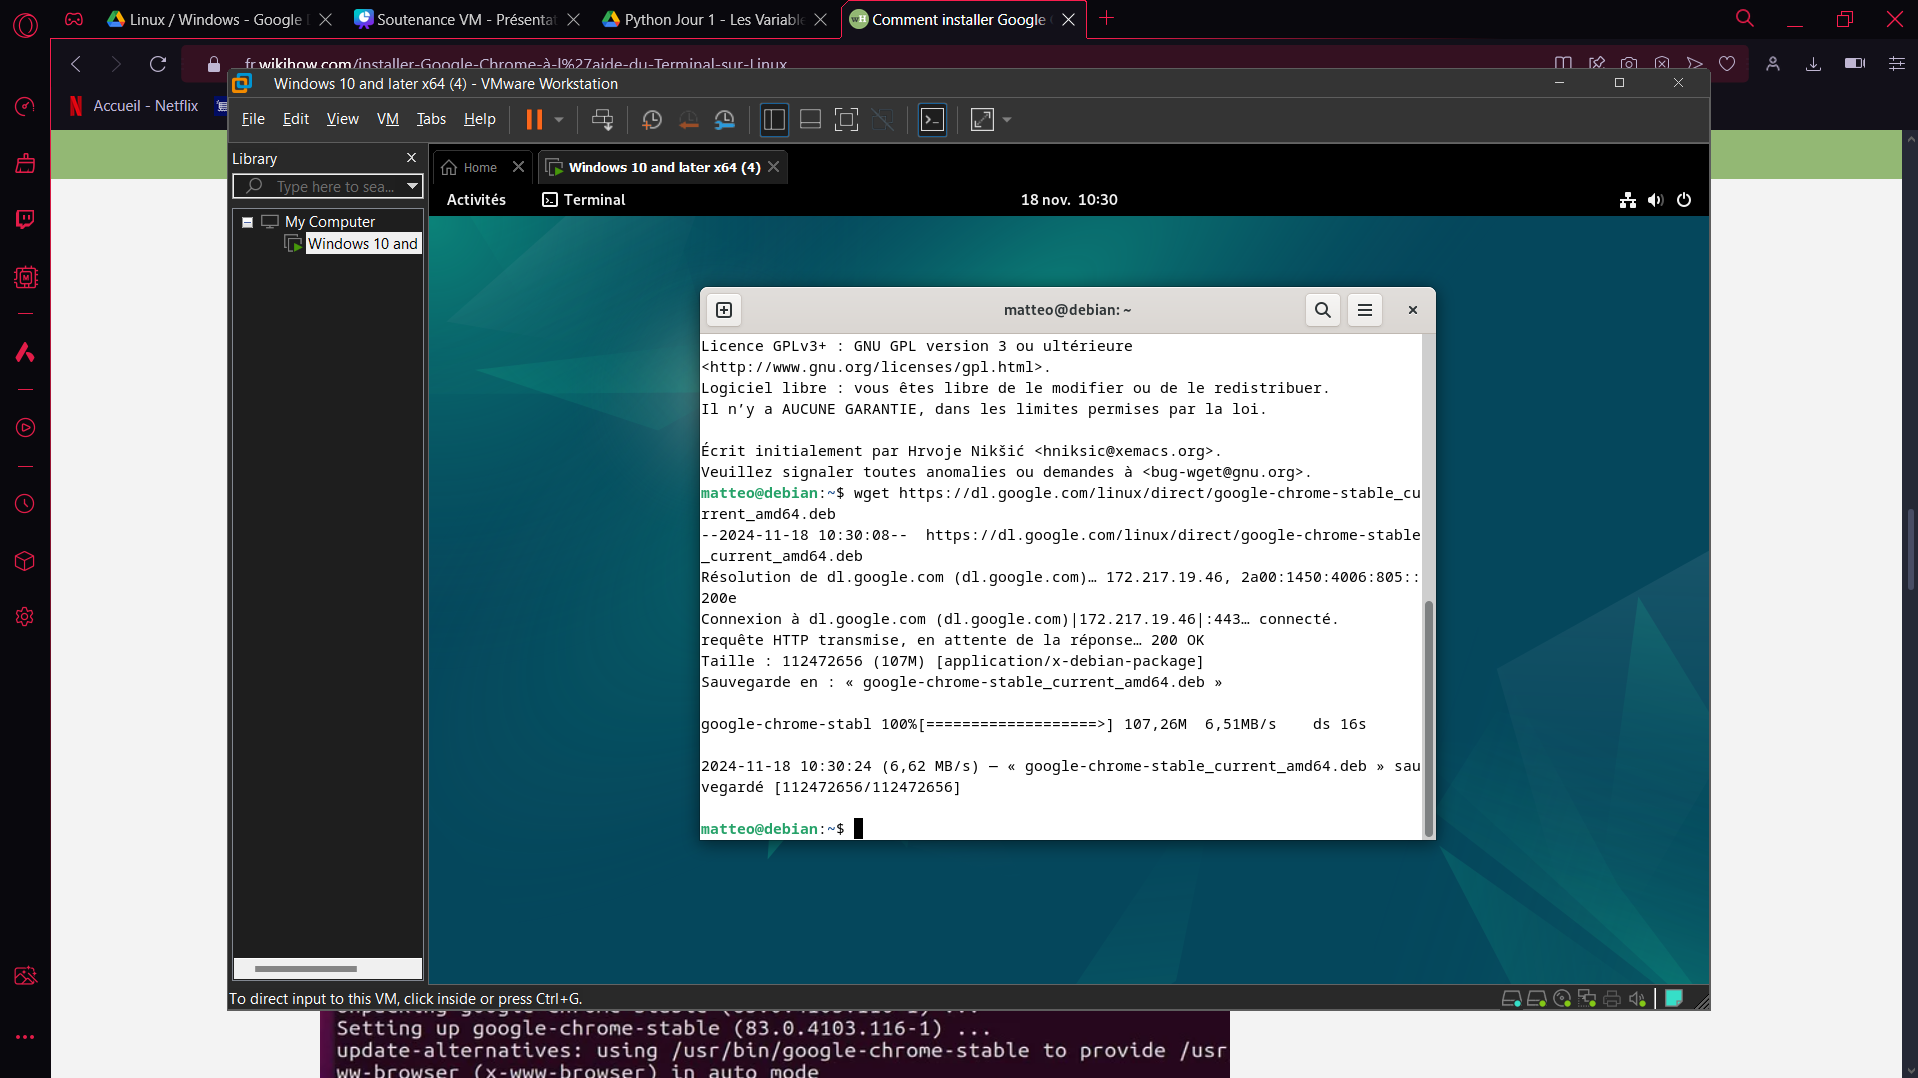 Linux / Windows - Google
Soutenance VM - Présentat
Python Jour 1 - Les Variable
Comment installer Google
fr.wikihow.com/installer-Google-Chrome-à-l%27aide-du-Terminal-sur-Linux
Accueil - Netflix
Windows 10 and later x64 (4) - VMware Workstation
File Edit View VM Tabs Help
Library
Type here to sea...
My Computer
Windows 10 and
Home
Windows 10 and later x64 (4)
Activités
Terminal
18 nov. 10:30
matteo@debian: ~
Licence GPLv3+ : GNU GPL version 3 ou ultérieure
<http://www.gnu.org/licenses/gpl.html>.
Logiciel libre : vous êtes libre de le modifier ou de le redistribuer.
Il n’y a AUCUNE GARANTIE, dans les limites permises par la loi.
Écrit initialement par Hrvoje Nikšić <hniksic@xemacs.org>.
Veuillez signaler toutes anomalies ou demandes à <bug-wget@gnu.org>.
matteo@debian:~$ wget https://dl.google.com/linux/direct/google-chrome-stable_cu
rrent_amd64.deb
--2024-11-18 10:30:08--  https://dl.google.com/linux/direct/google-chrome-stable
_current_amd64.deb
Résolution de dl.google.com (dl.google.com)… 172.217.19.46, 2a00:1450:4006:805::
200e
Connexion à dl.google.com (dl.google.com)|172.217.19.46|:443… connecté.
requête HTTP transmise, en attente de la réponse… 200 OK
Taille : 112472656 (107M) [application/x-debian-package]
Sauvegarde en : « google-chrome-stable_current_amd64.deb »
google-chrome-stabl 100%[===================>] 107,26M  6,51MB/s    ds 16s
2024-11-18 10:30:24 (6,62 MB/s) — « google-chrome-stable_current_amd64.deb » sau
vegardé [112472656/112472656]
matteo@debian:~$
To direct input to this VM, click inside or press Ctrl+G.
Setting up google-chrome-stable (83.0.4103.116-1) ...
update-alternatives: using /usr/bin/google-chrome-stable to provide /usr
ww-browser (x-www-browser) in auto mode